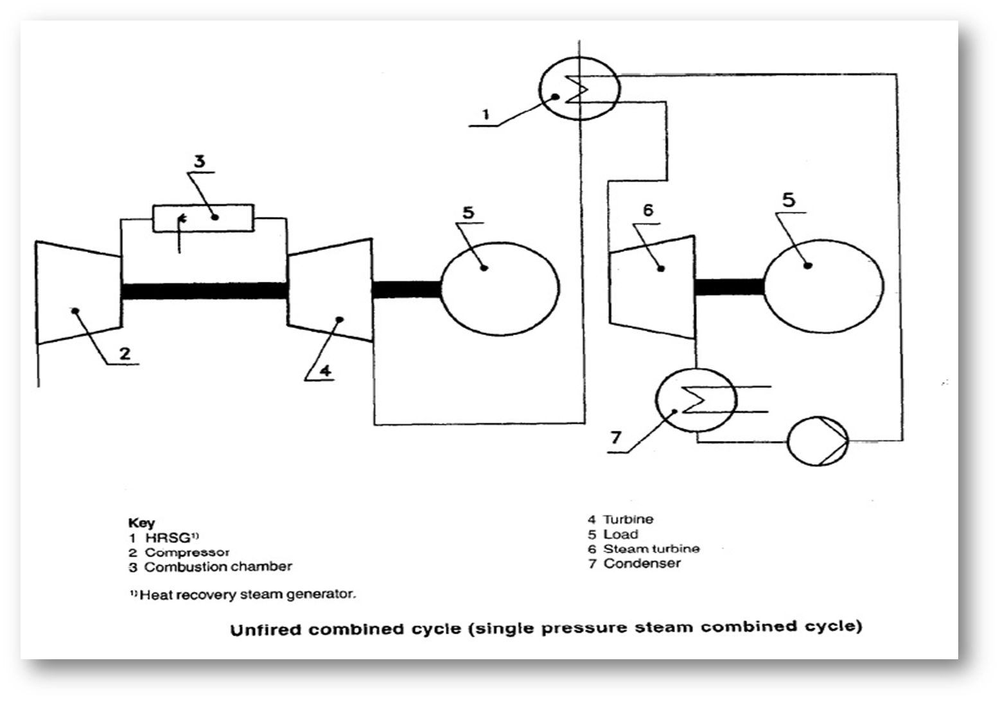 1
3
5
5
6
2
4
7
Key
1 HRSG¹⁾
2 Compressor
3 Combustion chamber
4 Turbine
5 Load
6 Steam turbine
7 Condenser
¹⁾Heat recovery steam generator.
Unfired combined cycle (single pressure steam combined cycle)